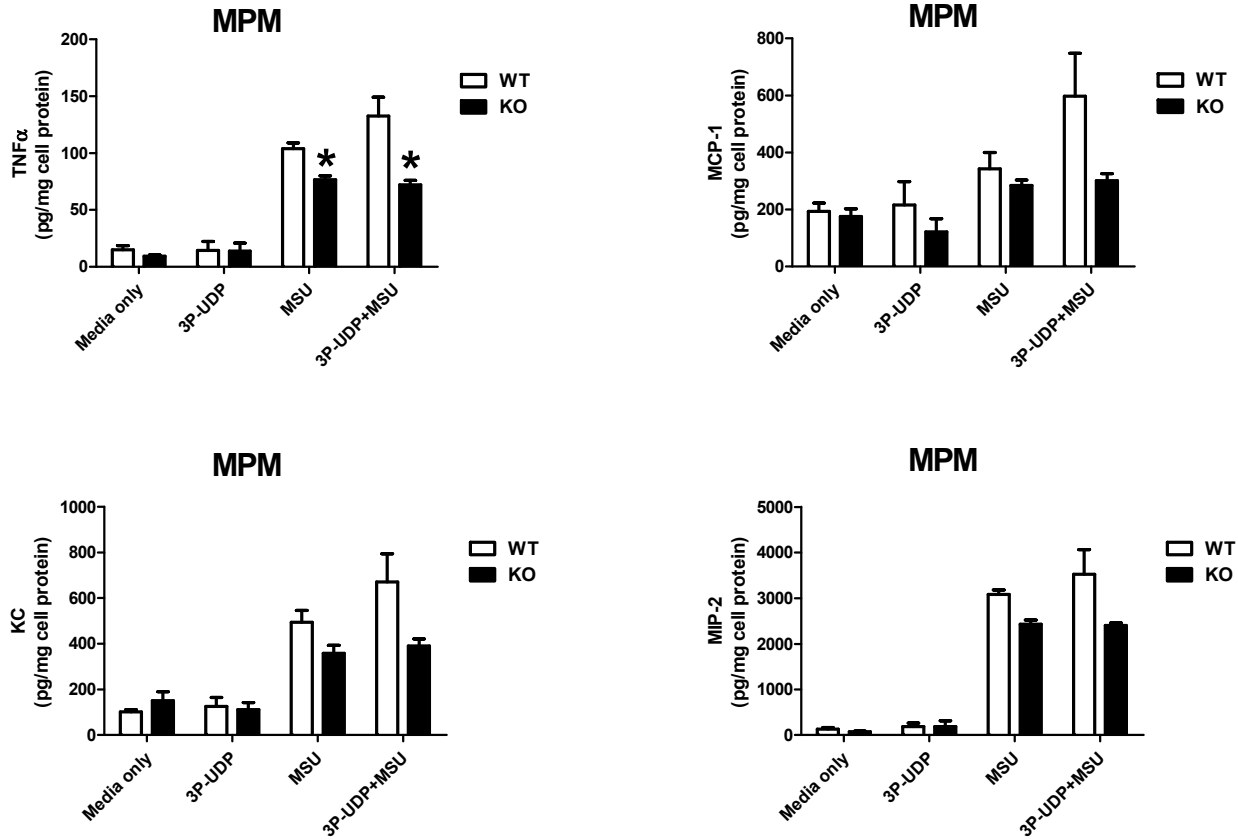 MPM
TNFα
(pg/mg cell protein)
200
150
100
50
0
*
*
WT
KO
Media only
3P-UDP
MSU
3P-UDP+MSU
MPM
MCP-1
(pg/mg cell protein)
800
600
400
200
0
WT
KO
Media only
3P-UDP
MSU
3P-UDP+MSU
MPM
KC
(pg/mg cell protein)
1000
800
600
400
200
0
WT
KO
Media only
3P-UDP
MSU
3P-UDP+MSU
MPM
MIP-2
(pg/mg cell protein)
5000
4000
3000
2000
1000
0
WT
KO
Media only
3P-UDP
MSU
3P-UDP+MSU